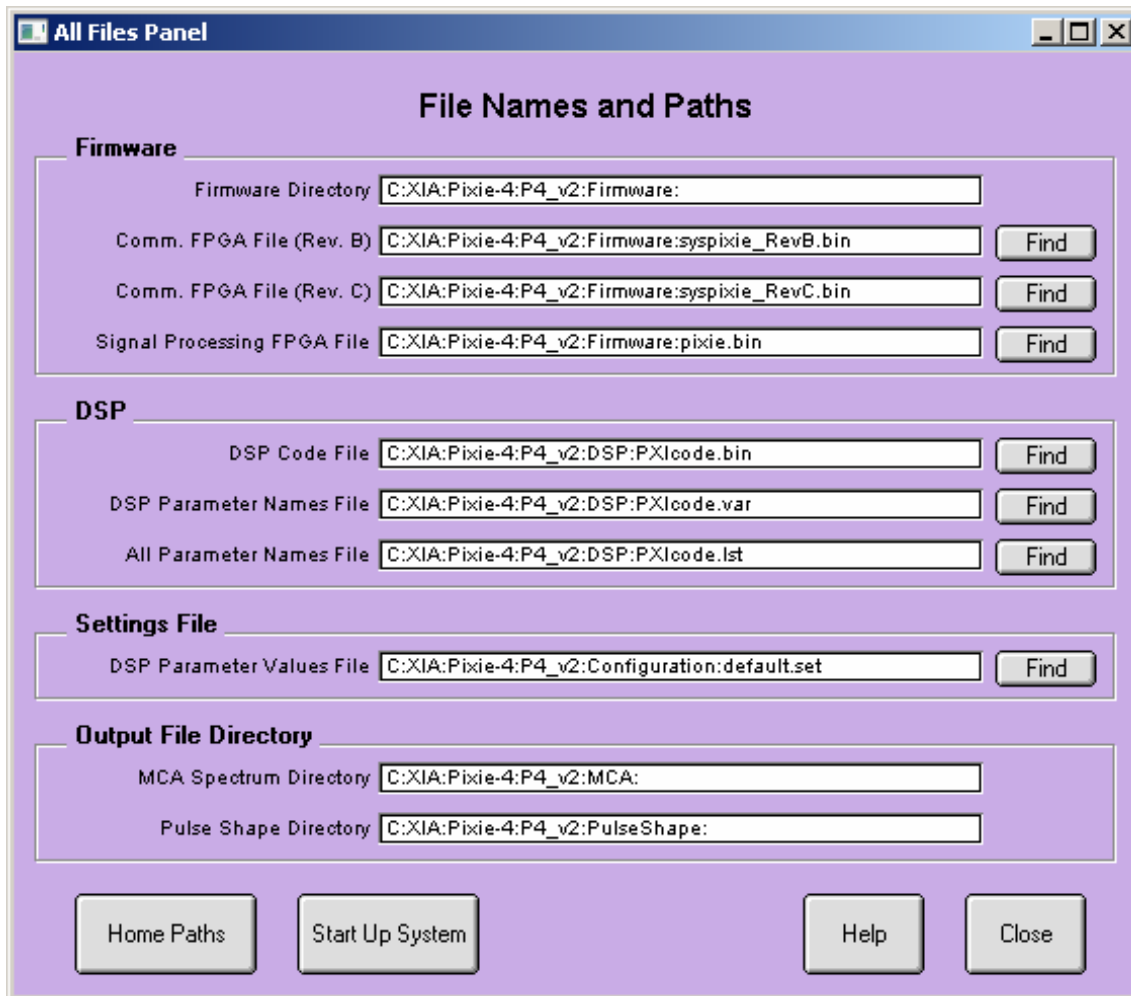 All Files Panel
File Names and Paths
Firmware
Firmware Directory C:XIA:Pixie-4:P4_v2:Firmware:
Comm. FPGA File (Rev. B) C:XIA:Pixie-4:P4_v2:Firmware:syspixie_RevB.bin Find
Comm. FPGA File (Rev. C) C:XIA:Pixie-4:P4_v2:Firmware:syspixie_RevC.bin Find
Signal Processing FPGA File C:XIA:Pixie-4:P4_v2:Firmware:pixie.bin Find
DSP
DSP Code File C:XIA:Pixie-4:P4_v2:DSP:PXIcode.bin Find
DSP Parameter Names File C:XIA:Pixie-4:P4_v2:DSP:PXIcode.var Find
All Parameter Names File C:XIA:Pixie-4:P4_v2:DSP:PXIcode.lst Find
Settings File
DSP Parameter Values File C:XIA:Pixie-4:P4_v2:Configuration:default.set Find
Output File Directory
MCA Spectrum Directory C:XIA:Pixie-4:P4_v2:MCA:
Pulse Shape Directory C:XIA:Pixie-4:P4_v2:PulseShape:
Home Paths Start Up System Help Close